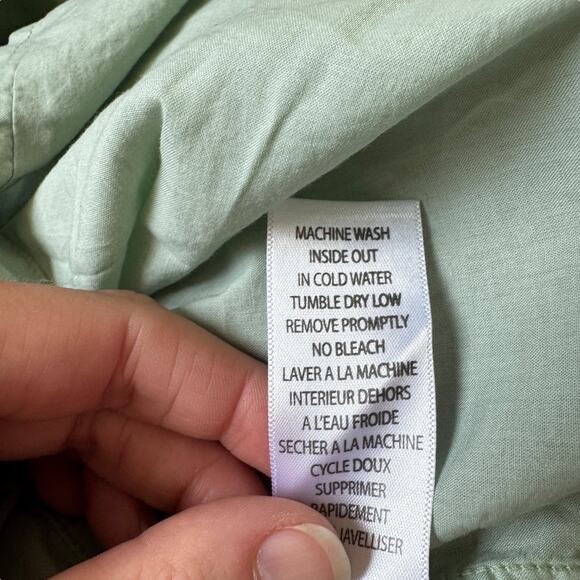 MACHINE WASH
INSIDE OUT
IN COLD WATER
TUMBLE DRY LOW
REMOVE PROMPTLY
NO BLEACH
LAVER A LA MACHINE
INTERIEUR DEHORS
A L'EAU FROIDE
SECHER A LA MACHINE
CYCLE DOUX
SUPPRIMER
RAPIDEMENT
JAVELLISER